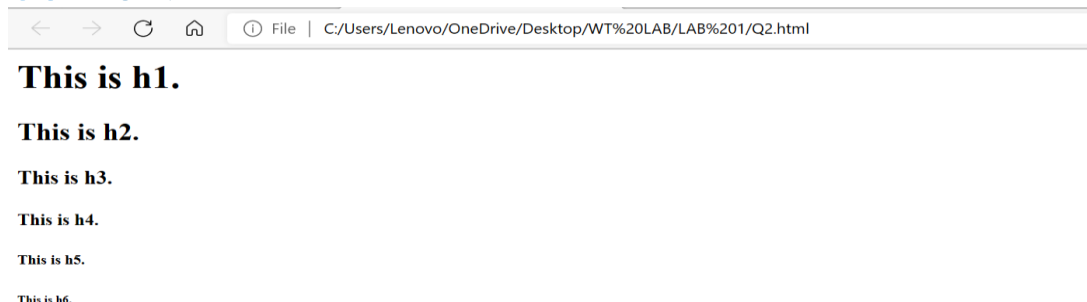 File | C:/Users/Lenovo/OneDrive/Desktop/WT%20LAB/LAB%201/Q2.html
This is h1.
This is h2.
This is h3.
This is h4.
This is h5.
This is h6.